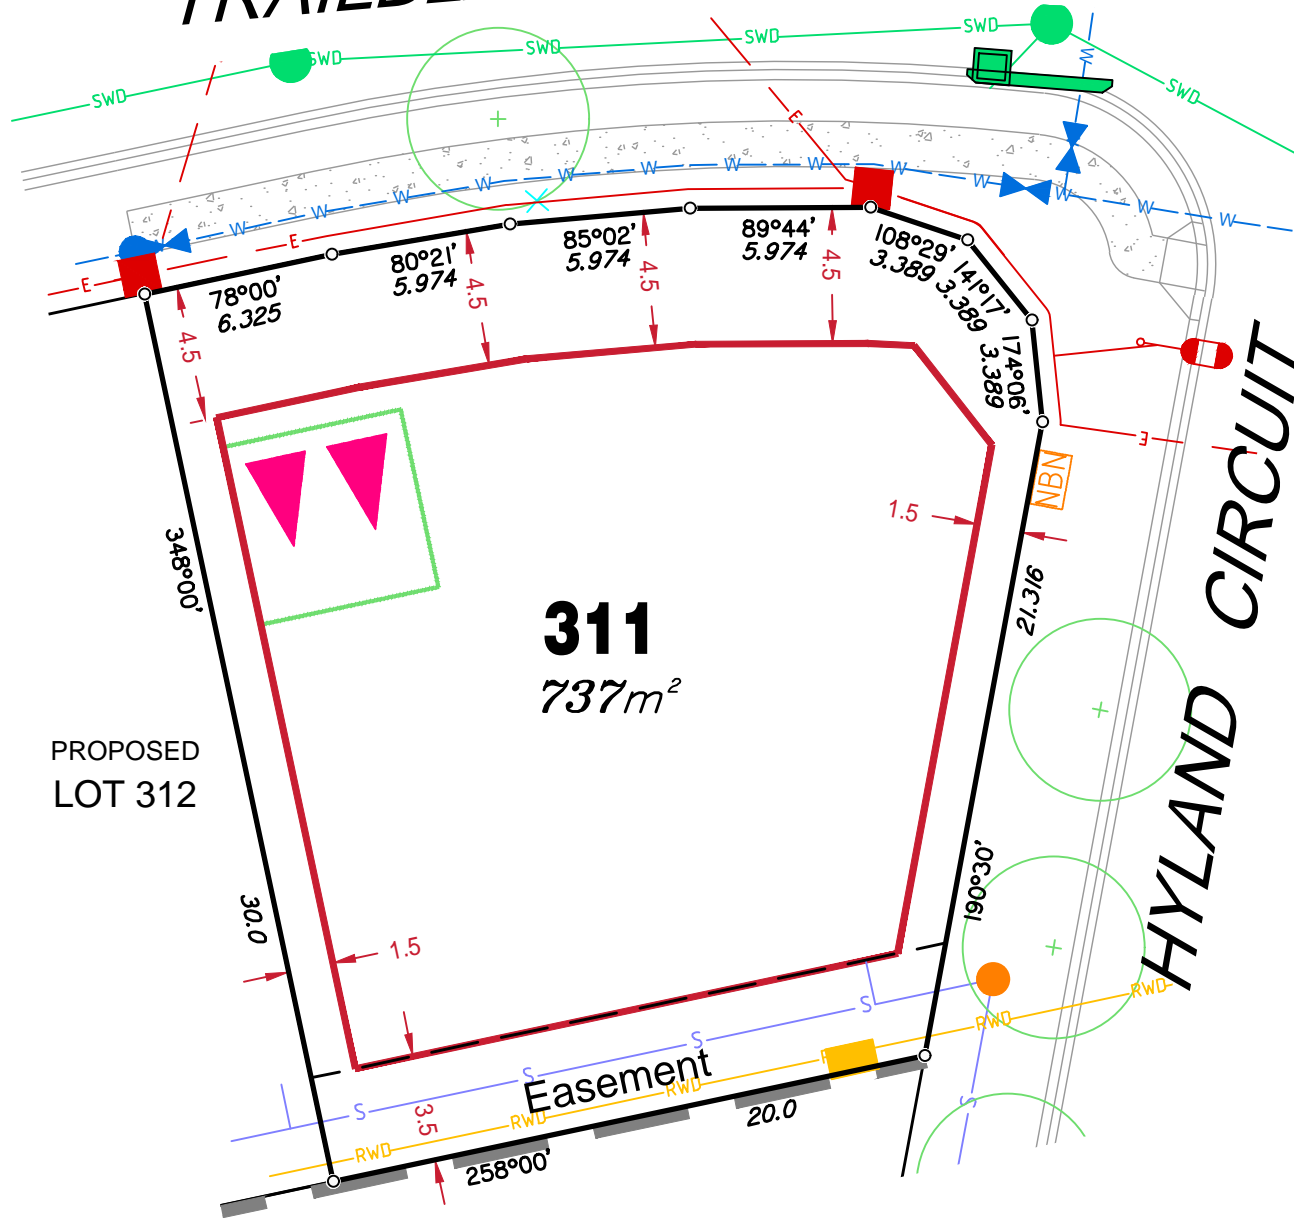 SWD
SWD
SWD
SWD
SWD
SWD
W
E
W
W
W
W
W
W
W
W
W
W
W
W
E
E
78°00'
6.325
80°21'
5.974
85°02'
5.974
89°44'
5.974
108°29'
3.389
141°17'
3.389
174°06'
3.389
4.5
4.5
4.5
4.5
E
NBN
1.5
348°00'
21.316
311
737m²
PROPOSED
LOT 312
HYLAND CIRCUIT
190°30'
30.0
1.5
S
S
S
S
S
RWD
RWD
RWD
RWD
RWD
Easement
3.5
20.0
258°00'